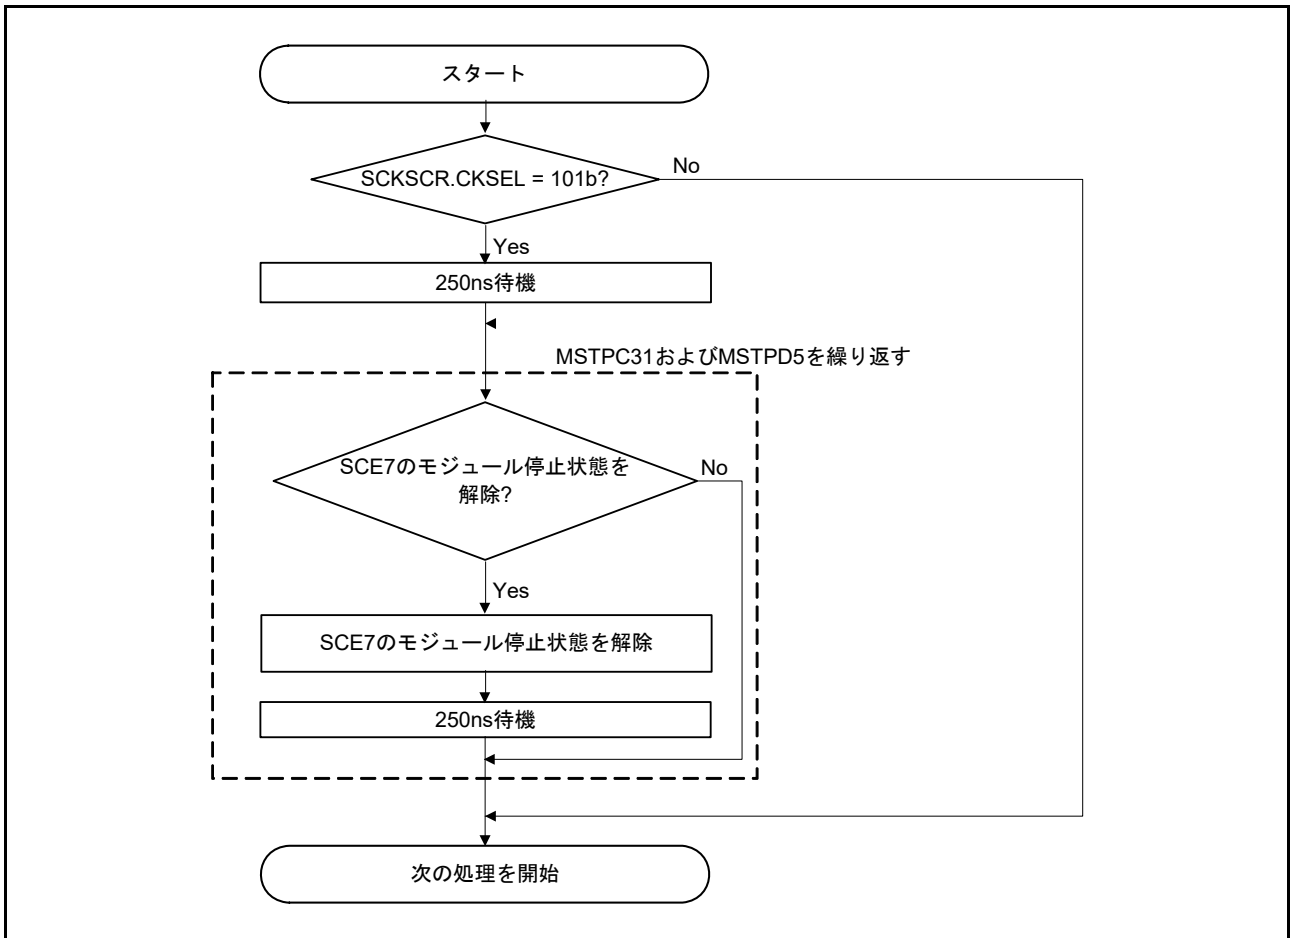 スタート
SCKSCR.CKSEL = 101b?
No
Yes
250ns待機
MSTPC31およびMSTPD5を繰り返す
SCE7のモジュール停止状態を
解除?
No
Yes
SCE7のモジュール停止状態を解除
250ns待機
次の処理を開始